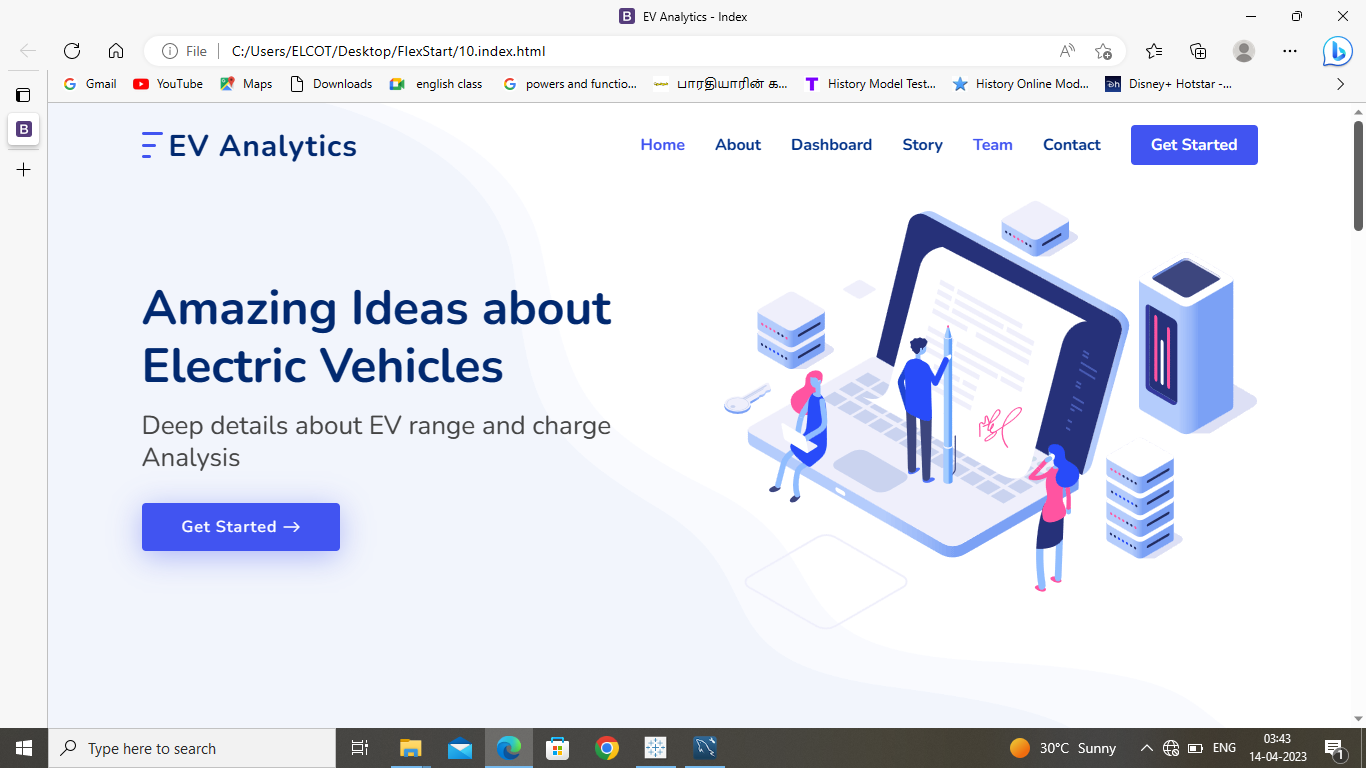 EV Analytics - Index
File
C:/Users/ELCOT/Desktop/FlexStart/10.index.html
Gmail
YouTube
Maps
Downloads
english class
powers and functio...
பாரதியாரின் க...
History Model Test...
History Online Mod...
Disney+ Hotstar -...
EV Analytics
Home
About
Dashboard
Story
Team
Contact
Get Started
Amazing Ideas about
Electric Vehicles
Deep details about EV range and charge
Analysis
Get Started →
Type here to search
30°C Sunny
ENG
03:43
14-04-2023
1